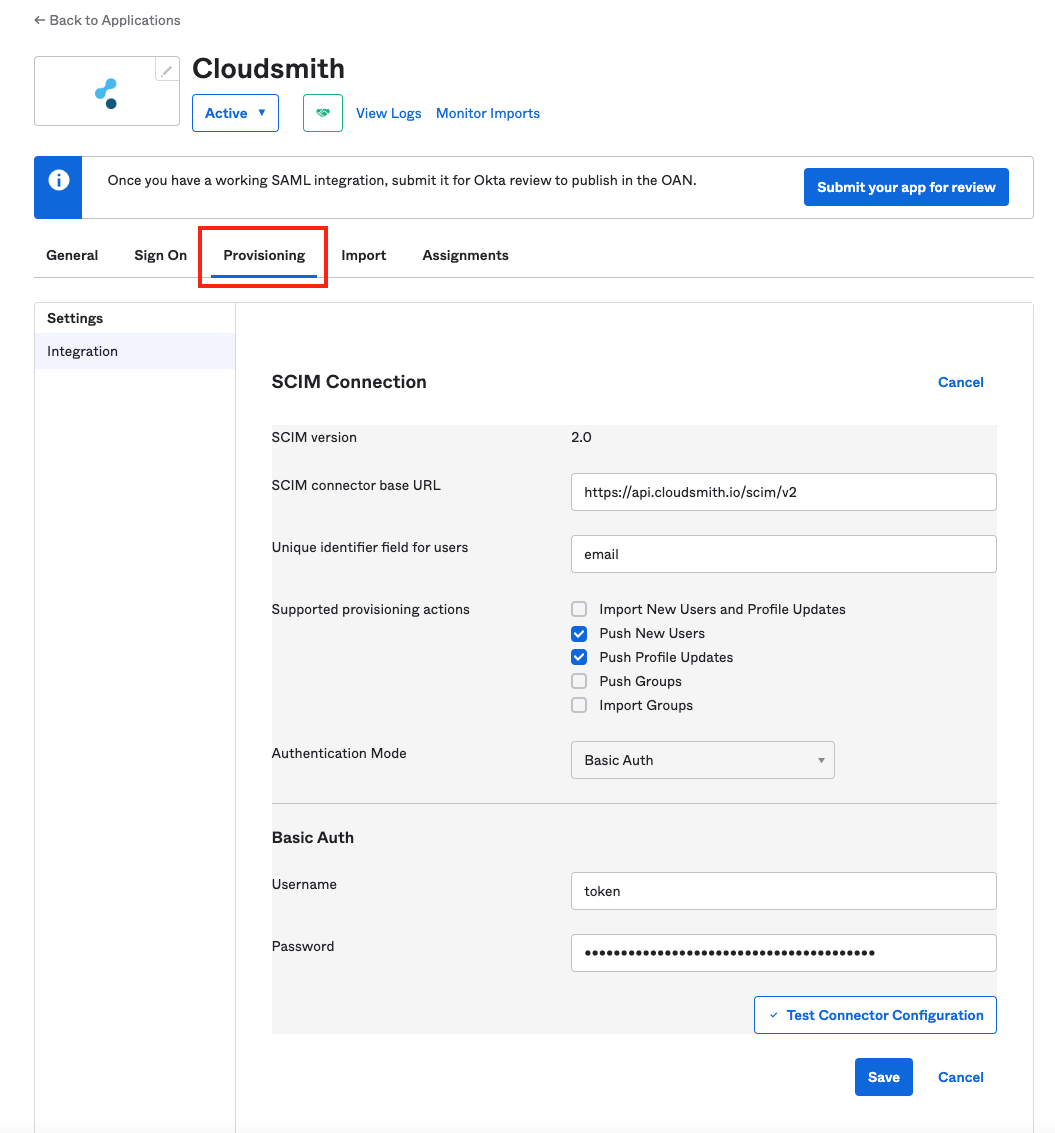 ← Back to Applications
Cloudsmith
Active ▼
View Logs Monitor Imports
Once you have a working SAML integration, submit it for Okta review to publish in the OAN.
Submit your app for review
General Sign On Provisioning Import Assignments
Settings
Integration
SCIM Connection Cancel
SCIM version 2.0
SCIM connector base URL https://api.cloudsmith.io/scim/v2
Unique identifier field for users email
Supported provisioning actions Import New Users and Profile Updates
Push New Users
Push Profile Updates
Push Groups
Import Groups
Authentication Mode Basic Auth
Basic Auth
Username token
Password ••••••••••••••••••••••••••••••••••••••••
Test Connector Configuration
Save Cancel